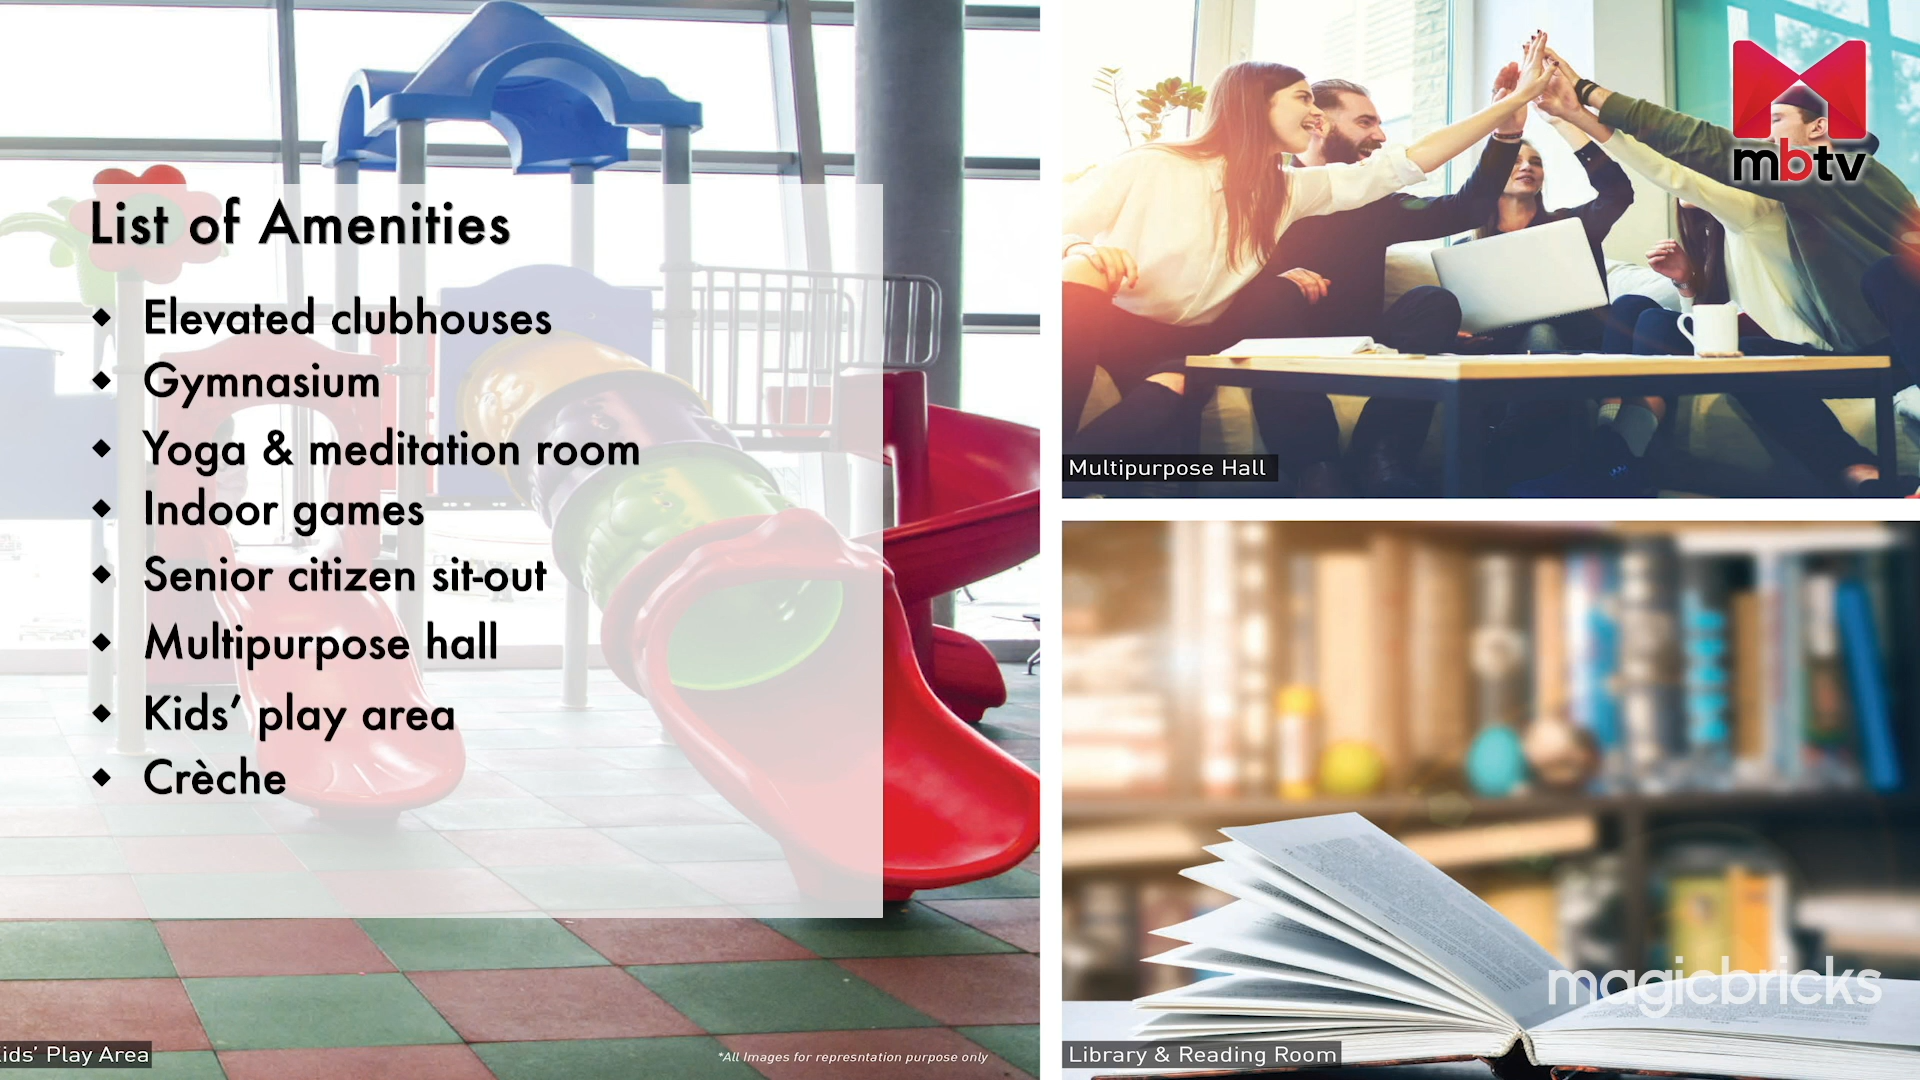 List of Amenities
Elevated clubhouses
Gymnasium
Yoga & meditation room
Indoor games
Senior citizen sit-out
Multipurpose hall
Kids’ play area
Crèche
ids’ Play Area
*All Images for represntation purpose only
mbtv
Multipurpose Hall
magicbricks
Library & Reading Room